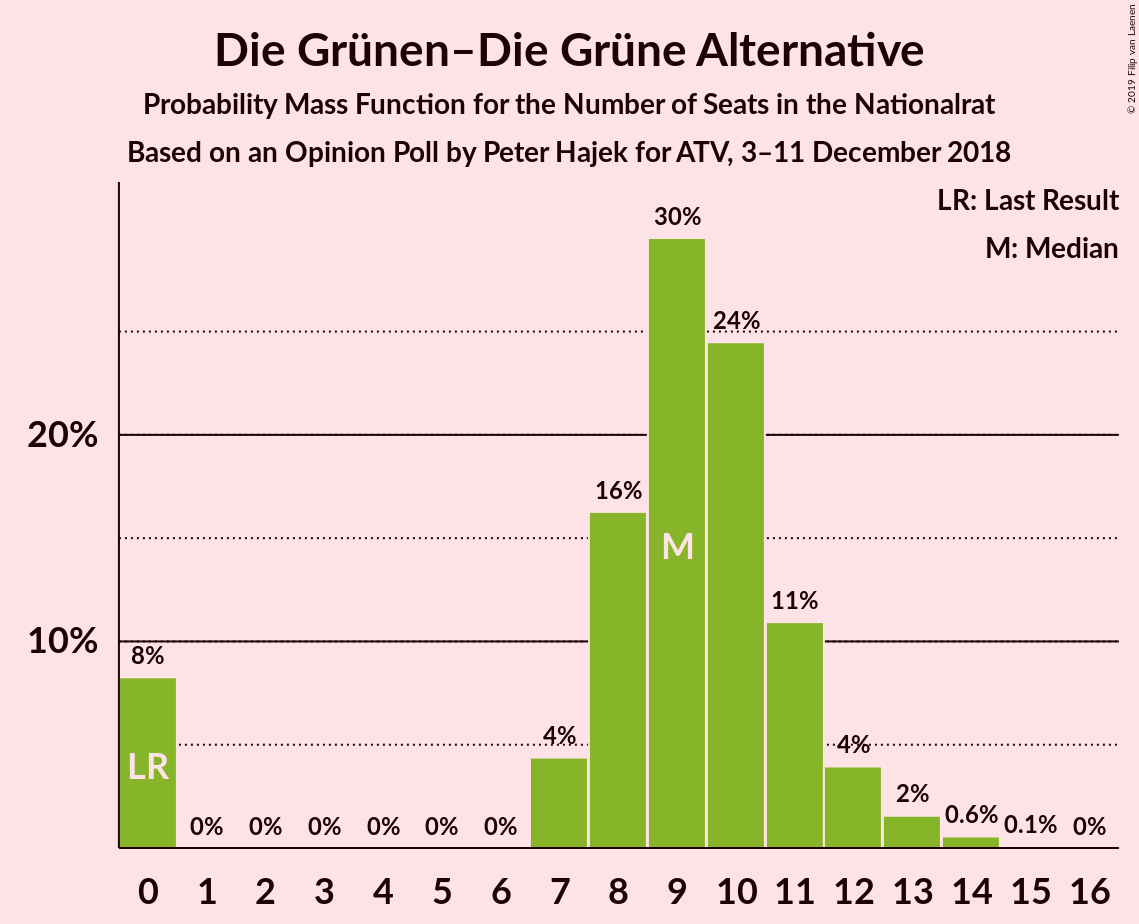 Die Grünen–Die Grüne Alternative
Probability Mass Function for the Number of Seats in the Nationalrat
Based on an Opinion Poll by Peter Hajek for ATV, 3–11 December 2018
© 2019 Filip van Laenen
LR: Last Result
M: Median
30%
24%
20%
16%
M
11%
10%
8%
4%
4%
LR
2%
0%
0%
0%
0%
0%
0%
0.6%
0.1%
0%
0 1 2 3 4 5 6 7 8 9 10 11 12 13 14 15 16